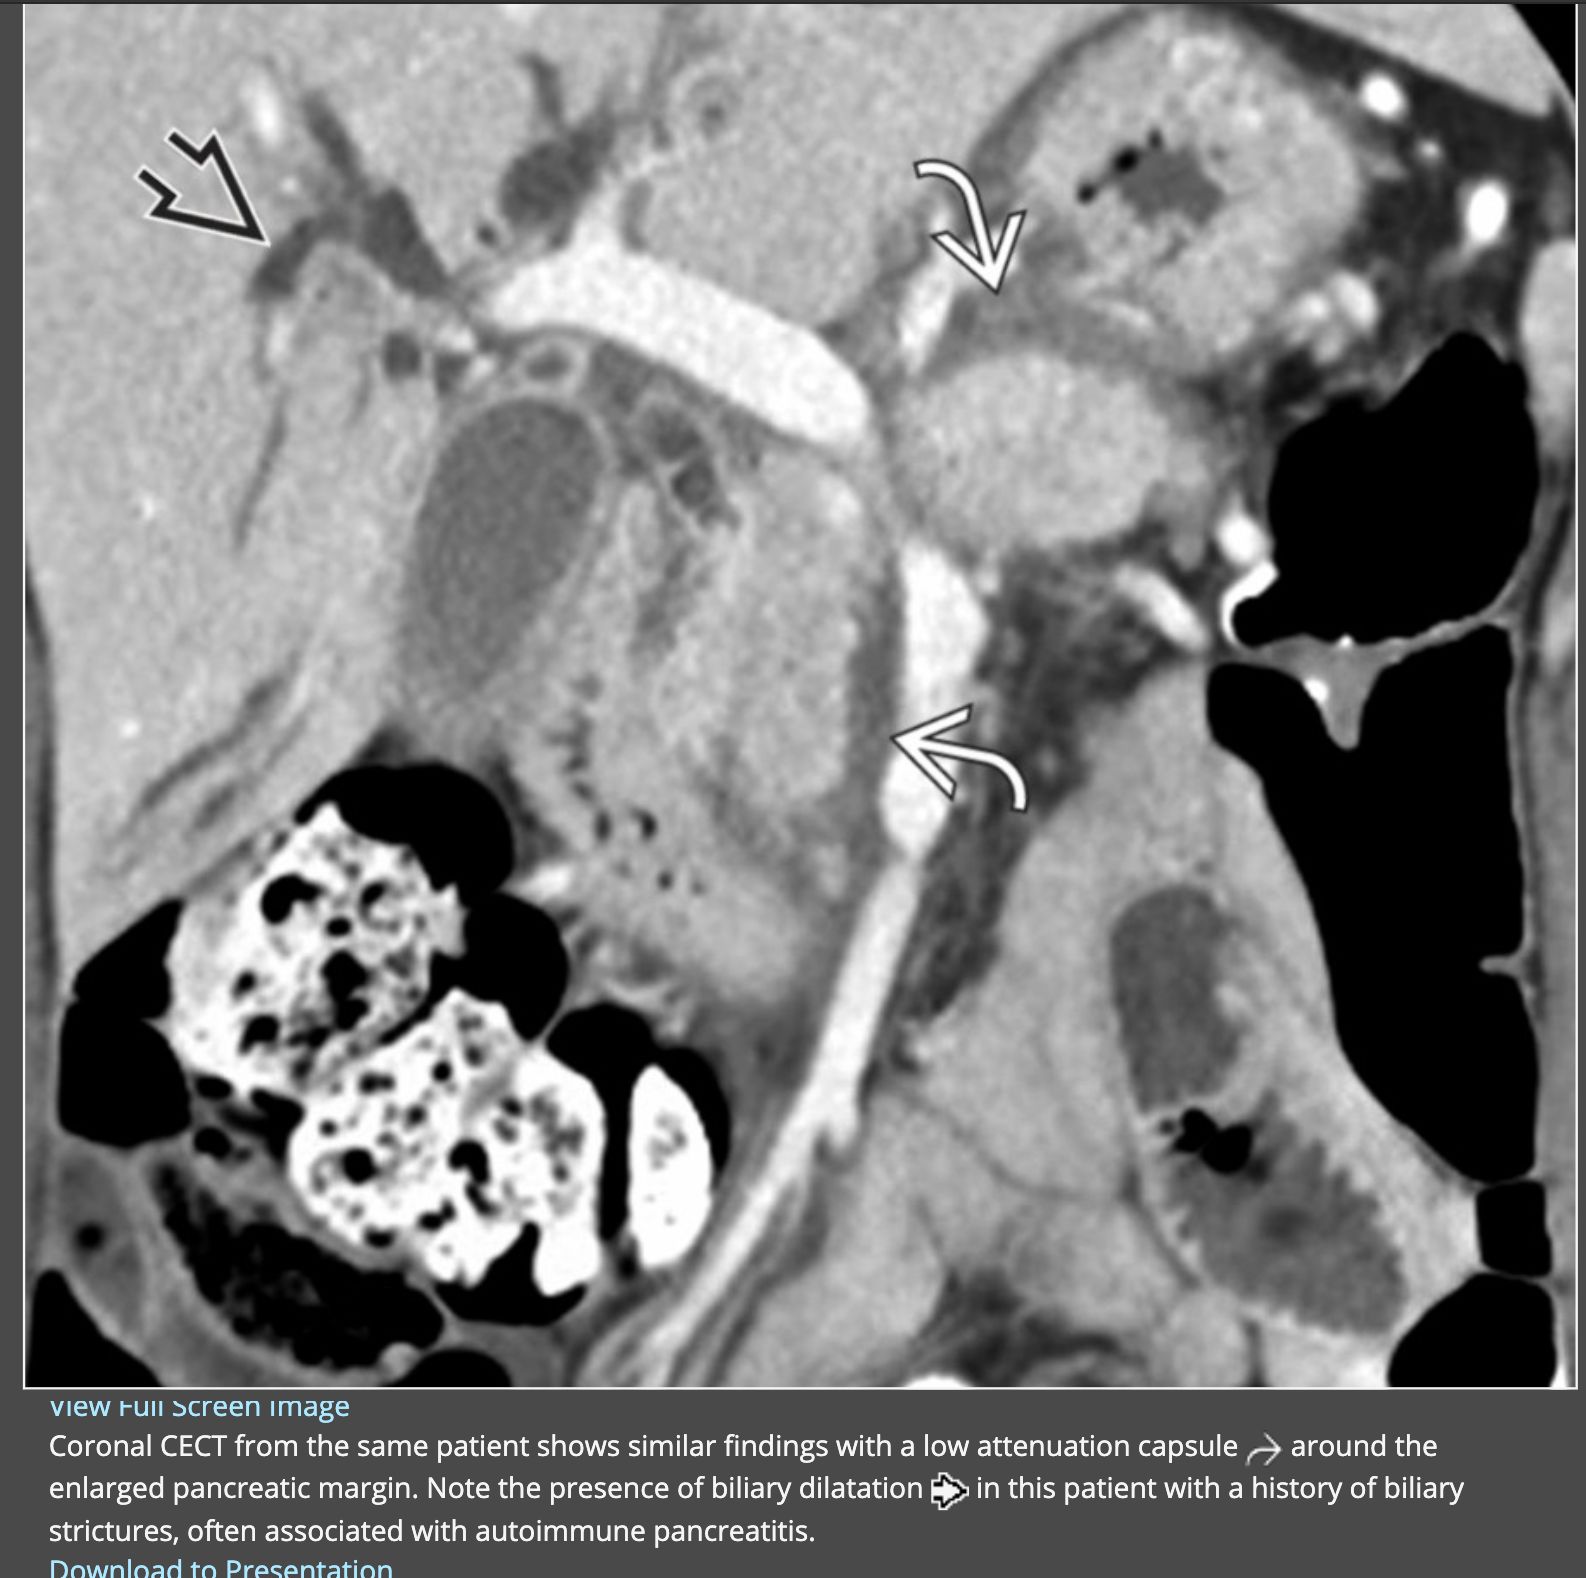 View Full Screen Image
Coronal CECT from the same patient shows similar findings with a low attenuation capsule around the
enlarged pancreatic margin. Note the presence of biliary dilatation in this patient with a history of biliary
strictures, often associated with autoimmune pancreatitis.
Download to Presentation